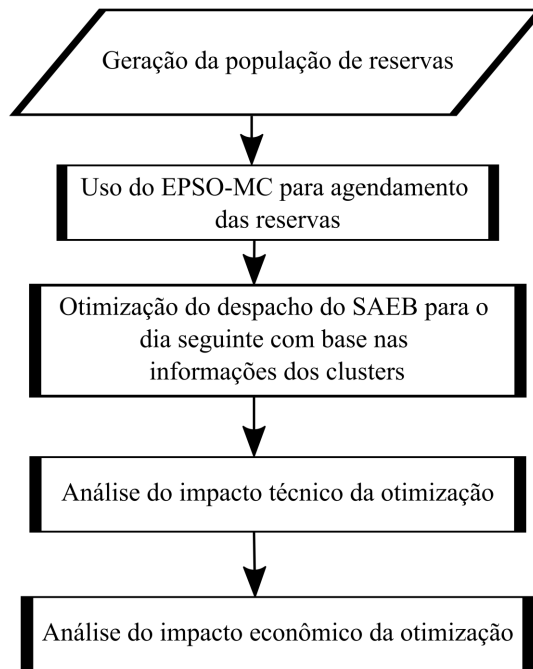 Geração da população de reservas
Uso do EPSO-MC para agendamento
das reservas
Otimização do despacho do SAEB para o
dia seguinte com base nas
informações dos clusters
Análise do impacto técnico da otimização
Análise do impacto econômico da otimização